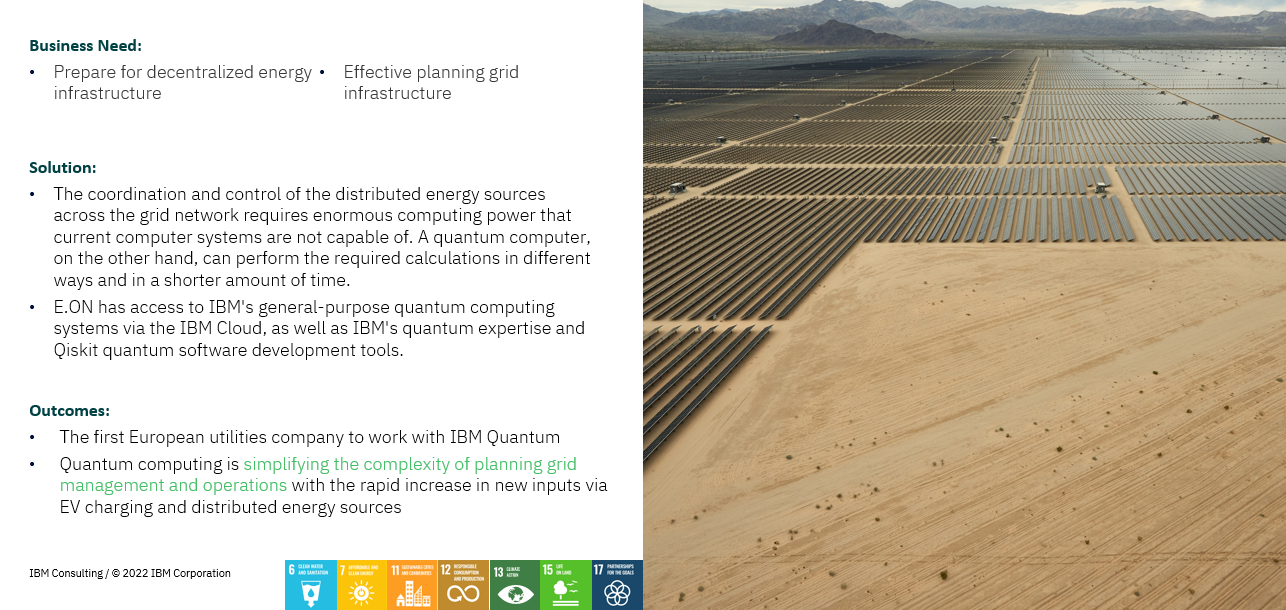 Business Need:
• Prepare for decentralized energy
infrastructure
• Effective planning grid
infrastructure
Solution:
• The coordination and control of the distributed energy sources
across the grid network requires enormous computing power that
current computer systems are not capable of. A quantum computer,
on the other hand, can perform the required calculations in different
ways and in a shorter amount of time.
• E.ON has access to IBM's general-purpose quantum computing
systems via the IBM Cloud, as well as IBM's quantum expertise and
Qiskit quantum software development tools.
Outcomes:
• The first European utilities company to work with IBM Quantum
• Quantum computing is simplifying the complexity of planning grid
management and operations with the rapid increase in new inputs via
EV charging and distributed energy sources
IBM Consulting / © 2022 IBM Corporation
6 CLEAN WATER
AND SANITATION
7 AFFORDABLE AND
CLEAN ENERGY
11 SUSTAINABLE CITIES
AND COMMUNITIES
12 RESPONSIBLE
CONSUMPTION
AND PRODUCTION
13 CLIMATE
ACTION
15 LIFE
ON LAND
17 PARTNERSHIPS
FOR THE GOALS